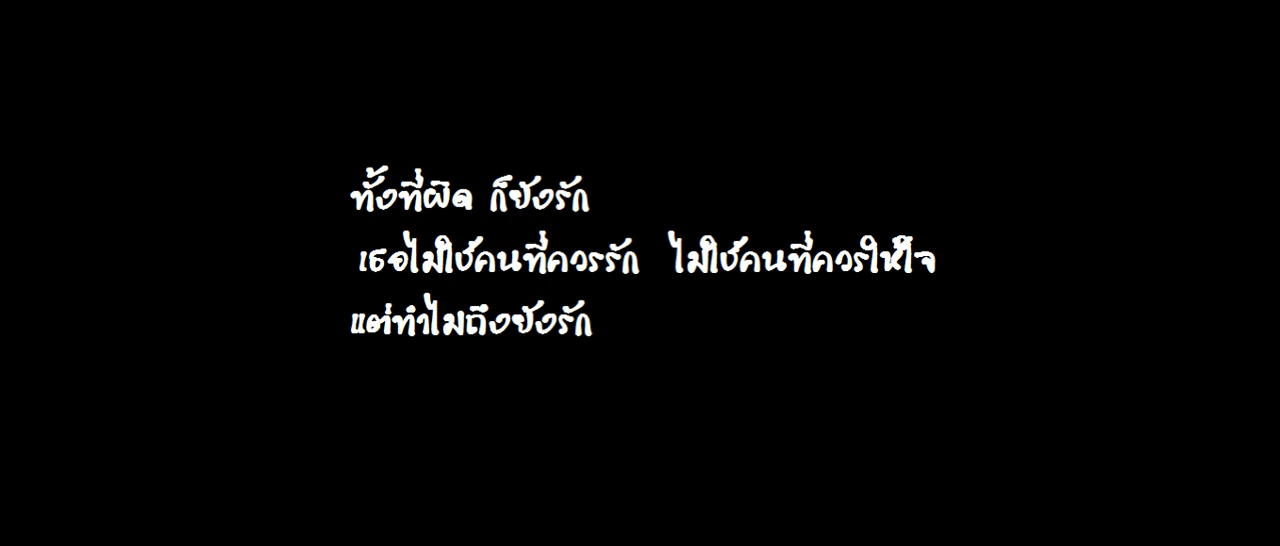 ทั้งที่ผิด ก็ยังรัก
เธอไม่ใช่คนที่ควรรัก ไม่ใช่คนที่ควรให้ใจ
แต่ทำไมถึงยังรัก